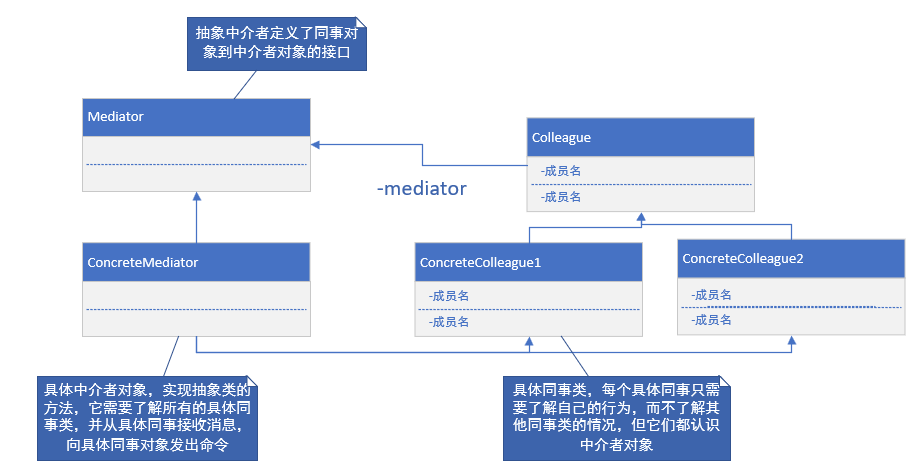 抽象中介者定义了同事对
象到中介者对象的接口
Mediator
Colleague
-成员名
-成员名
-mediator
ConcreteMediator
ConcreteColleague1
-成员名
-成员名
ConcreteColleague2
-成员名
-成员名
具体中介者对象，实现抽象类的
方法，它需要了解所有的具体同
事类，并从具体同事接收消息，
向具体同事对象发出命令
具体同事类，每个具体同事只需
要了解自己的行为，而不了解其
他同事类的情况，但它们都认识
中介者对象